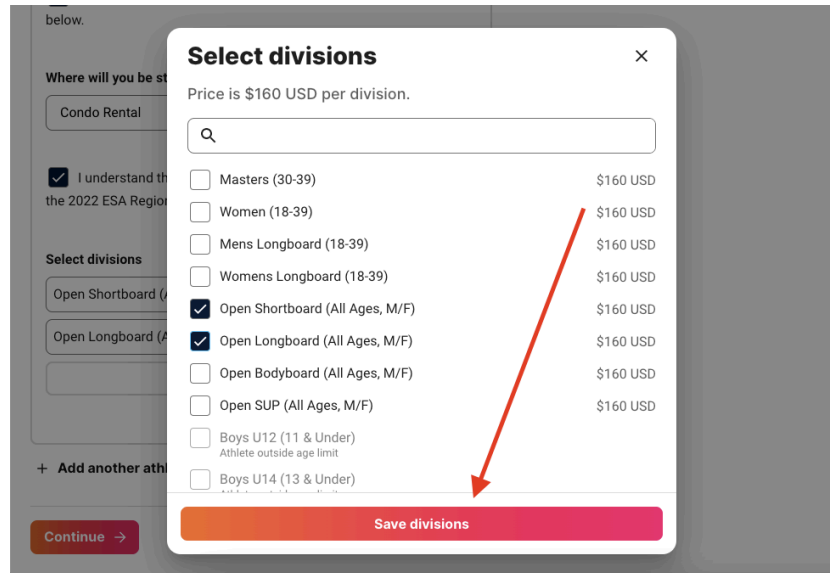 below.
Where will you be st
Condo Rental
I understand th
the 2022 ESA Region
Select divisions
Open Shortboard (A
Open Longboard (A
+ Add another athl
Continue →
Select divisions
Price is $160 USD per division.
Masters (30-39) $160 USD
Women (18-39) $160 USD
Mens Longboard (18-39) $160 USD
Womens Longboard (18-39) $160 USD
Open Shortboard (All Ages, M/F) $160 USD
Open Longboard (All Ages, M/F) $160 USD
Open Bodyboard (All Ages, M/F) $160 USD
Open SUP (All Ages, M/F) $160 USD
Boys U12 (11 & Under)
Athlete outside age limit
Boys U14 (13 & Under)
Save divisions